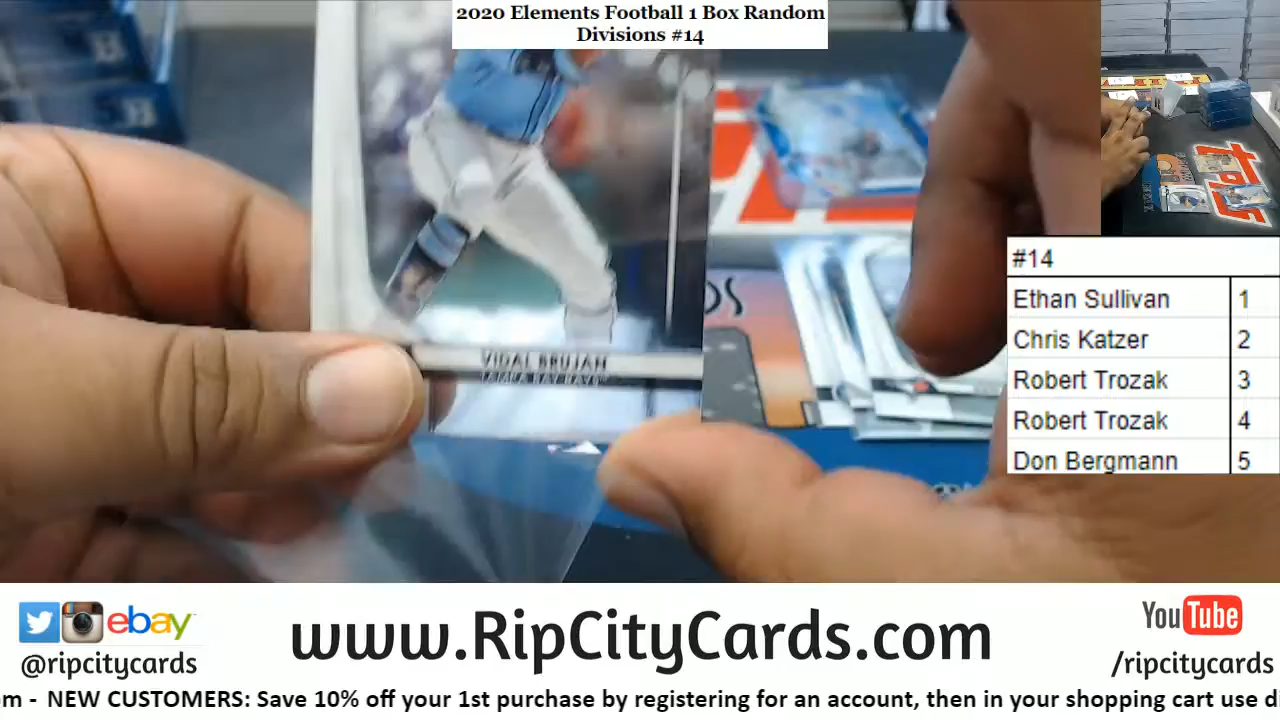 2020 Elements Football 1 Box Random
Divisions #14
VIDAL BRUJAN
TAMPA BAY RAYS
#14
Ethan Sullivan 1
Chris Katzer 2
Robert Trozak 3
Robert Trozak 4
Don Bergmann 5
ebay
@ripcitycards
www.RipCityCards.com
YouTube
/ripcitycards
om - NEW CUSTOMERS: Save 10% off your 1st purchase by registering for an account, then in your shopping cart use di